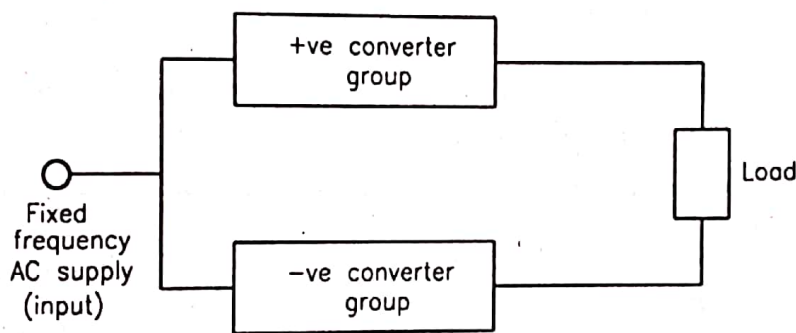 +ve converter
group
Load
Fixed
frequency
AC supply
(input)
-ve converter
group